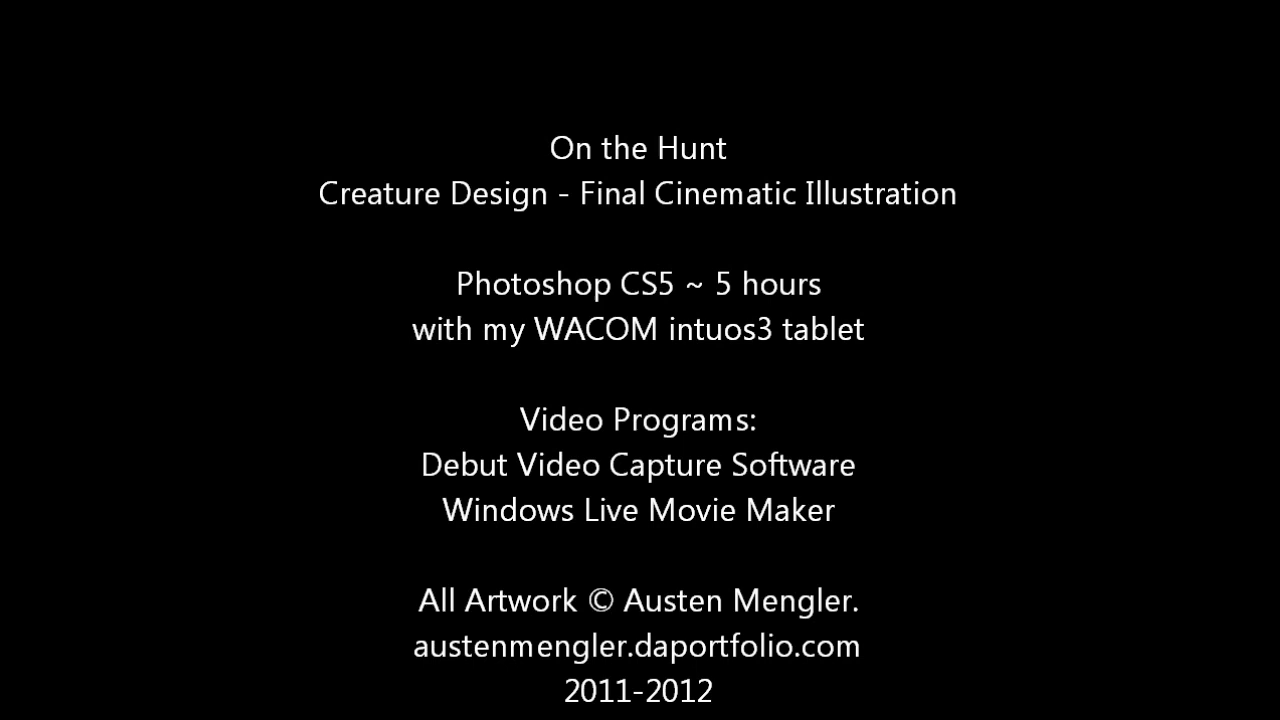 On the Hunt
Creature Design - Final Cinematic Illustration
Photoshop CS5 ~ 5 hours
with my WACOM intuos3 tablet
Video Programs:
Debut Video Capture Software
Windows Live Movie Maker
All Artwork © Austen Mengler.
austenmengler.daportfolio.com
2011-2012